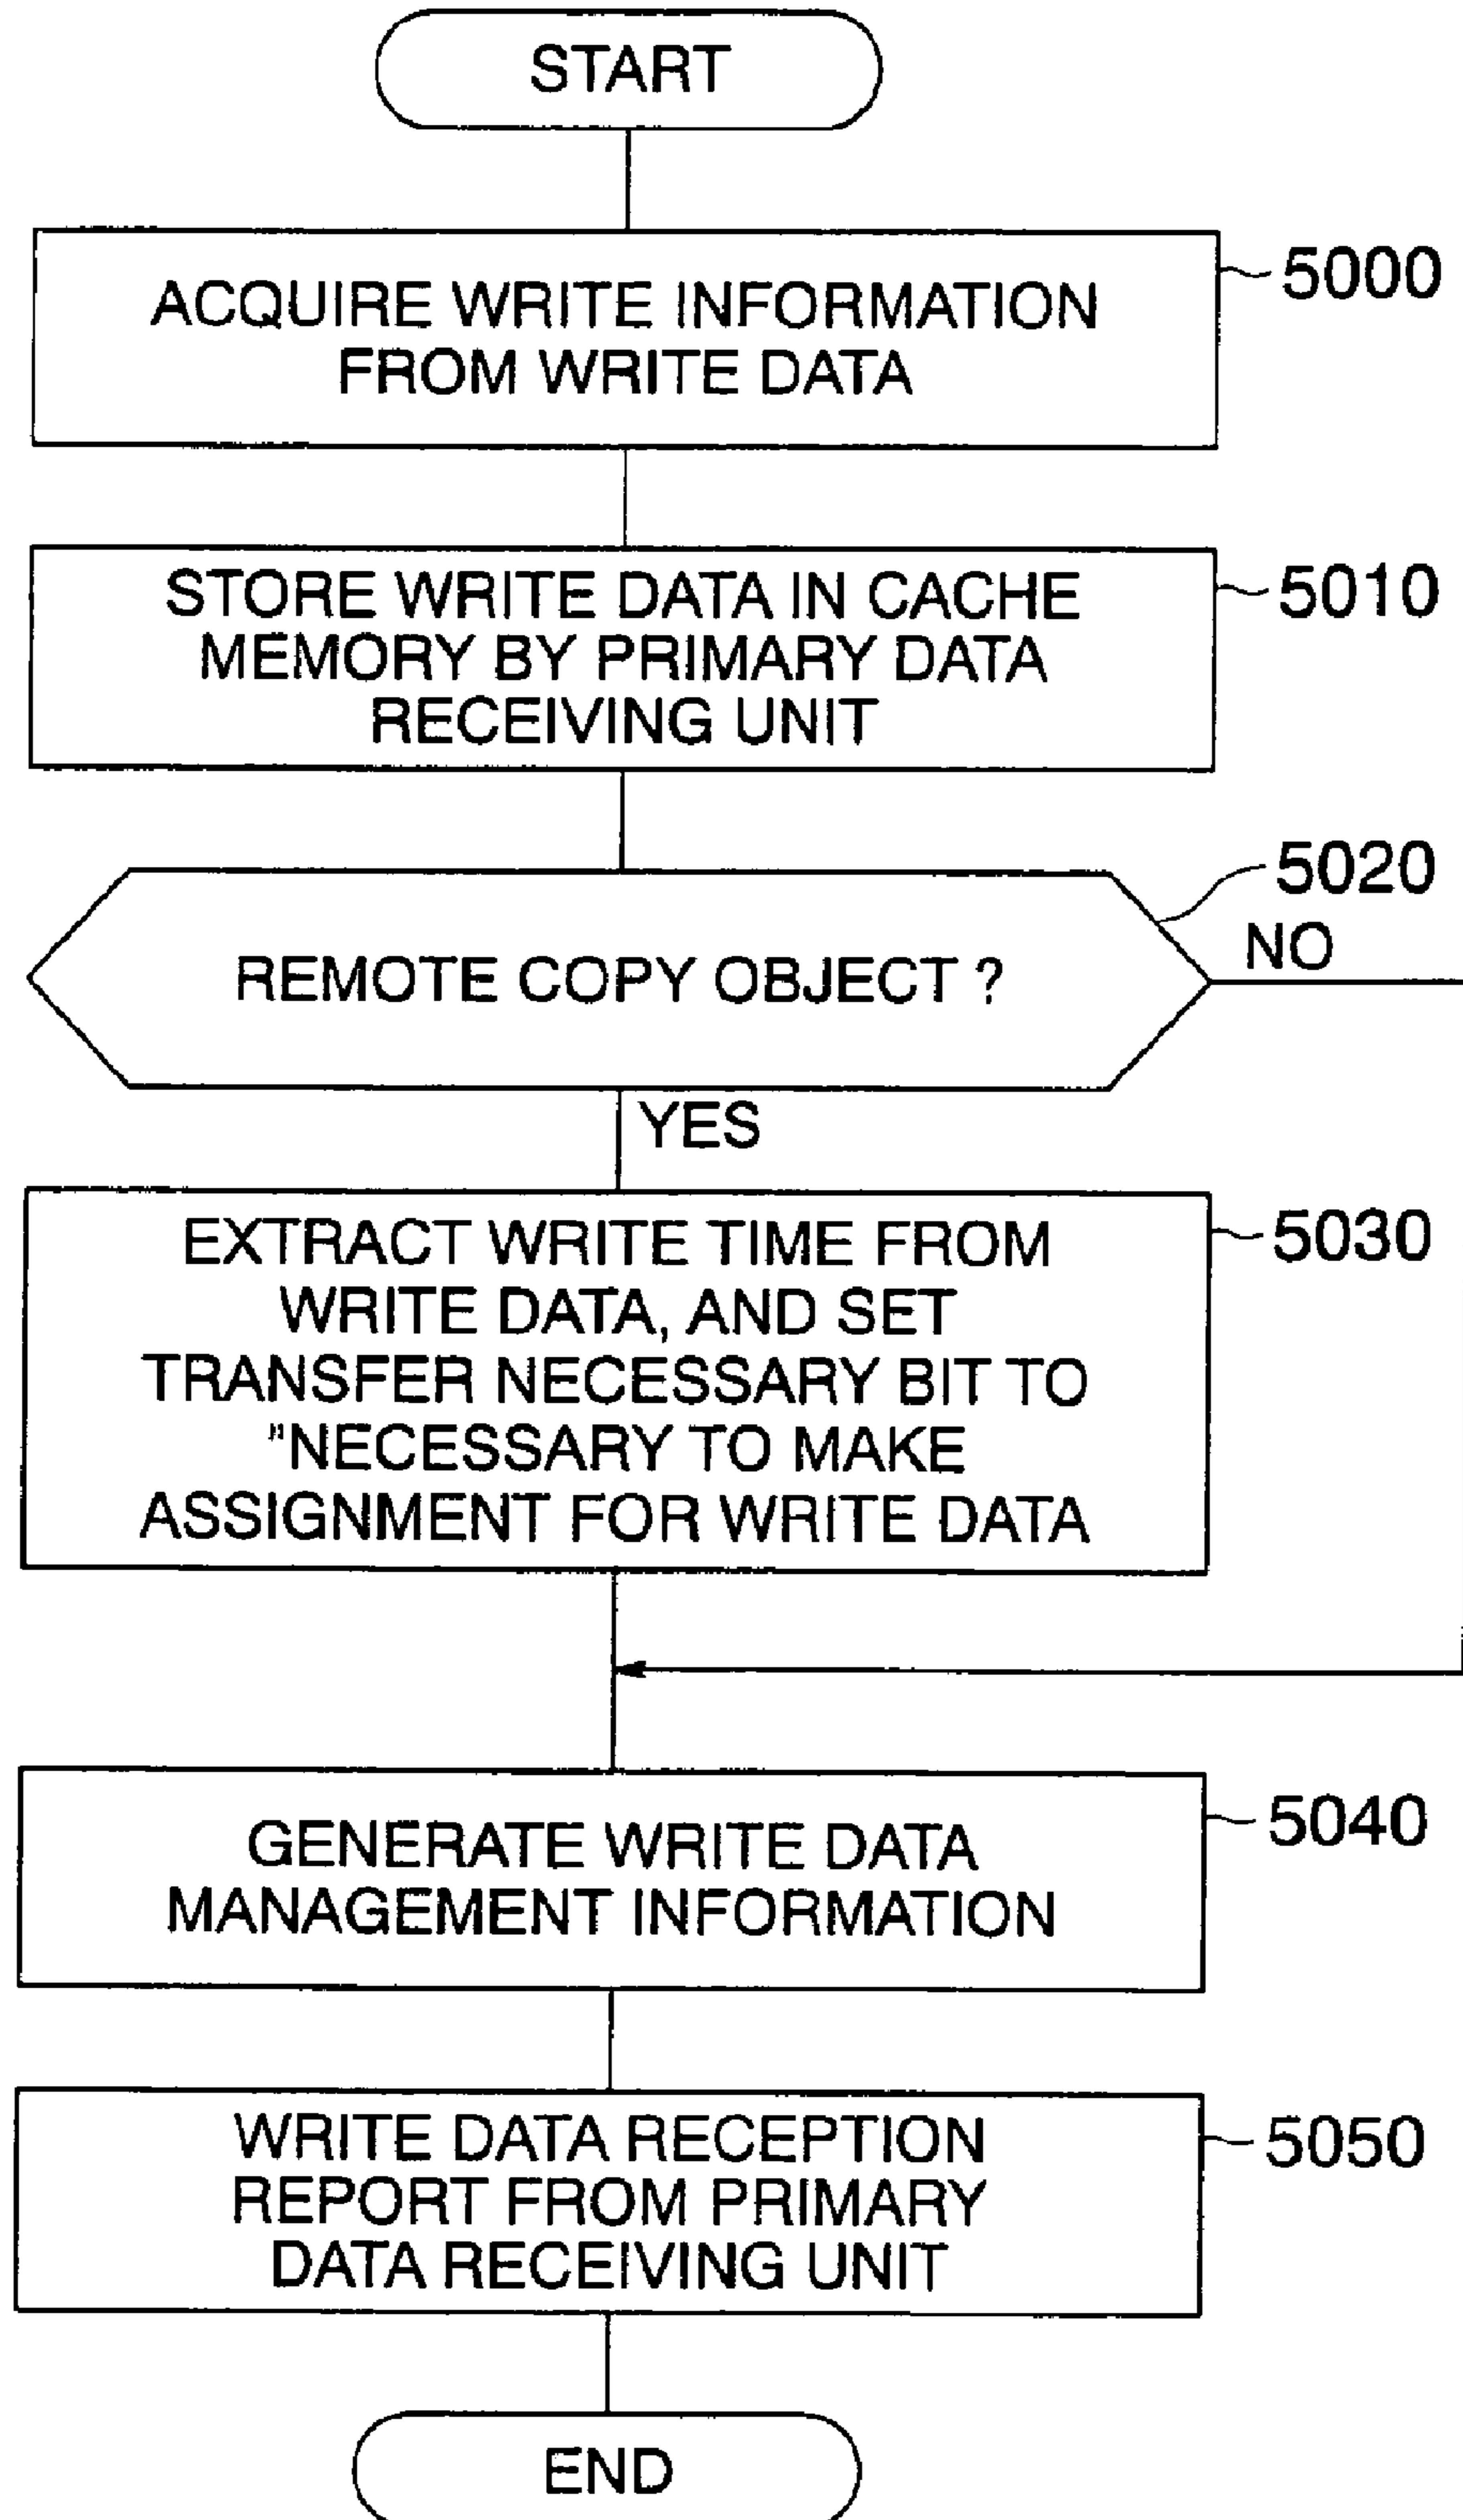 START
ACQUIRE WRITE INFORMATION
FROM WRITE DATA
5000
STORE WRITE DATA IN CACHE
MEMORY BY PRIMARY DATA
RECEIVING UNIT
5010
REMOTE COPY OBJECT ?
5020
NO
YES
EXTRACT WRITE TIME FROM
WRITE DATA, AND SET
TRANSFER NECESSARY BIT TO
"NECESSARY TO MAKE
ASSIGNMENT FOR WRITE DATA
5030
GENERATE WRITE DATA
MANAGEMENT INFORMATION
5040
WRITE DATA RECEPTION
REPORT FROM PRIMARY
DATA RECEIVING UNIT
5050
END